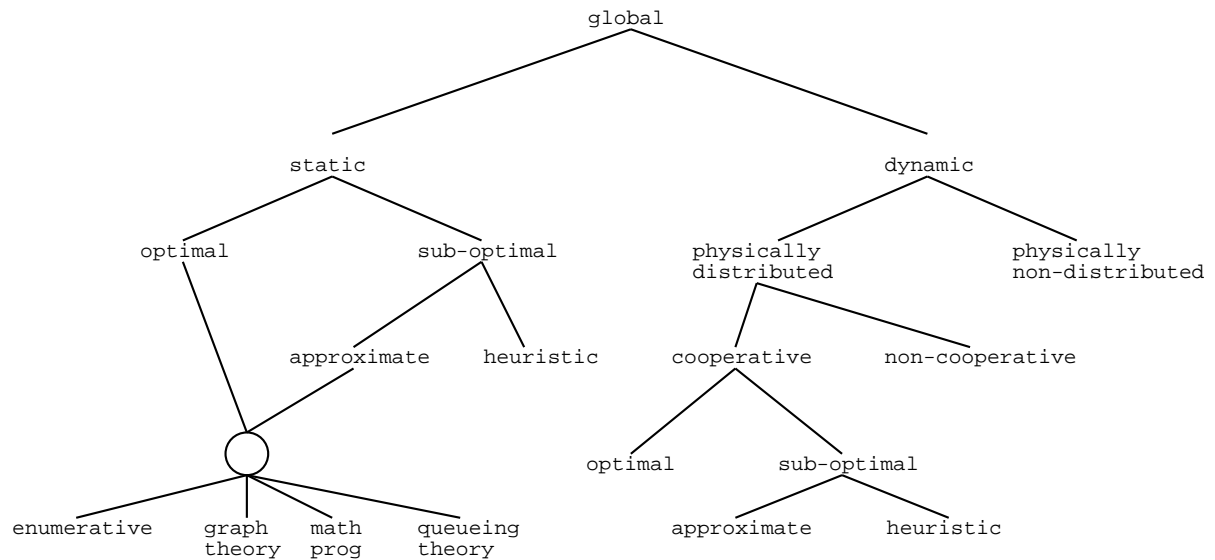 global
static
dynamic
optimal
sub-optimal
physically
distributed
physically
non-distributed
approximate
heuristic
cooperative
non-cooperative
optimal
sub-optimal
enumerative
graph
theory
math
prog
queueing
theory
approximate
heuristic